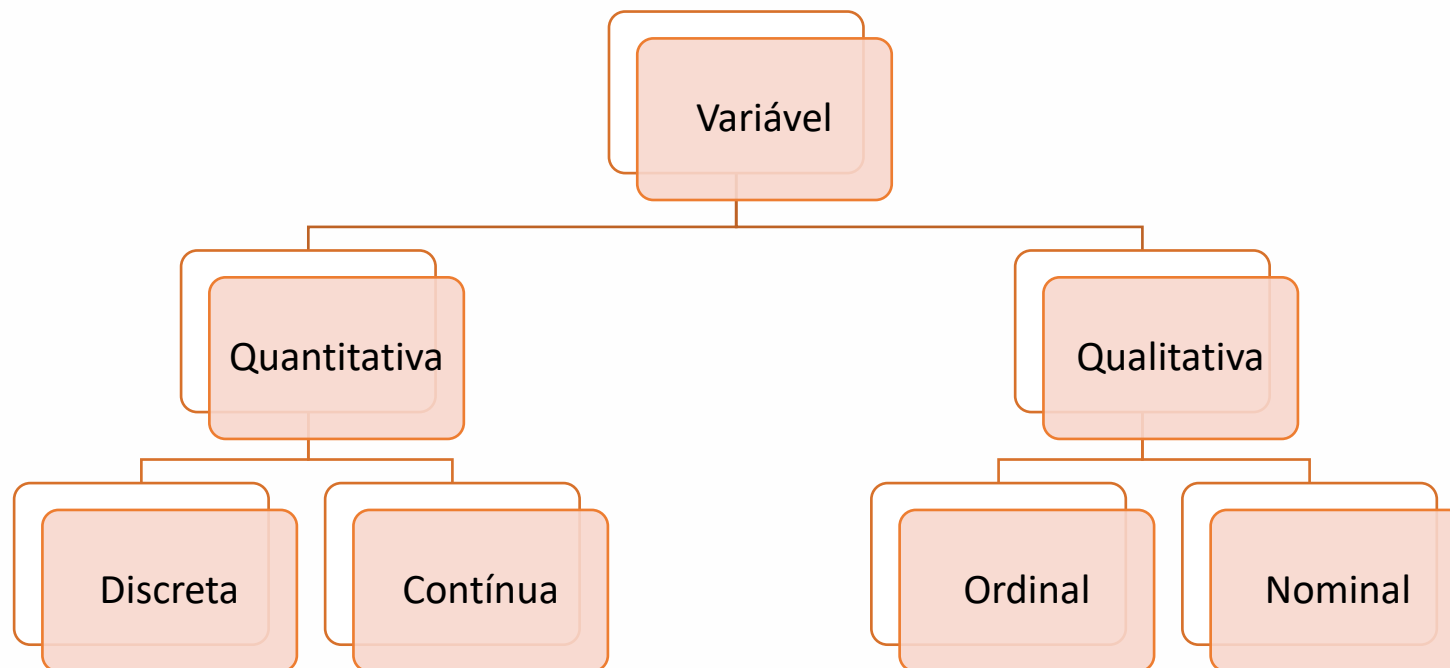 Variável
Quantitativa
Qualitativa
Discreta
Contínua
Ordinal
Nominal